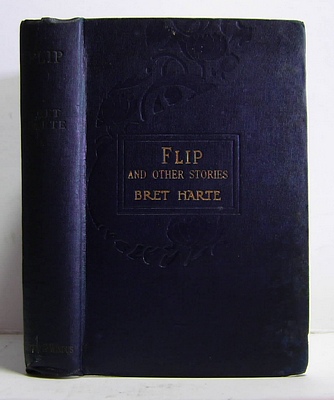 FLIP
AND OTHER STORIES
BRET HARTE
FLIP
BRET
HARTE